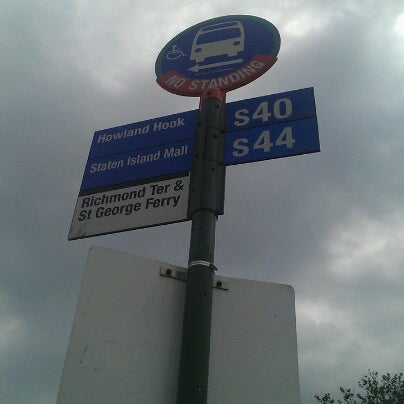 NO STANDING
Howland Hook S40
Staten Island Mall S44
Richmond Ter &
St George Ferry